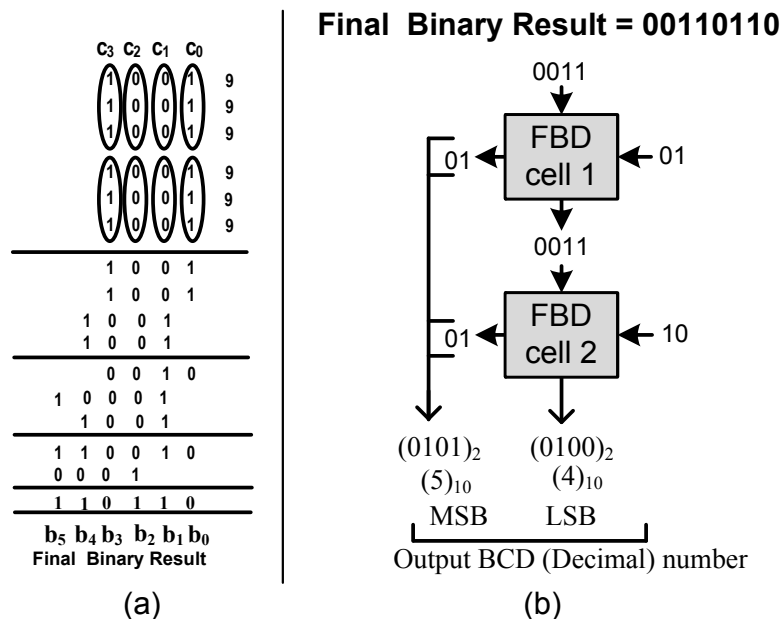 c3 c2 c1 c0
1 0 0 1 9
1 0 0 1 9
1 0 0 1 9
1 0 0 1 9
1 0 0 1 9
1 0 0 1 9
1 0 0 1
1 0 0 1
1 0 0 1
1 0 0 1
0 0 1 0
1 0 0 0 1
1 0 0 1
1 1 0 0 1 0
0 0 0 1
1 1 0 1 1 0
b5 b4 b3 b2 b1 b0
Final Binary Result
(a)
Final Binary Result = 00110110
0011
01
FBD
cell 1
01
0011
01
FBD
cell 2
10
(0101)2
(5)10
MSB
(0100)2
(4)10
LSB
Output BCD (Decimal) number
(b)